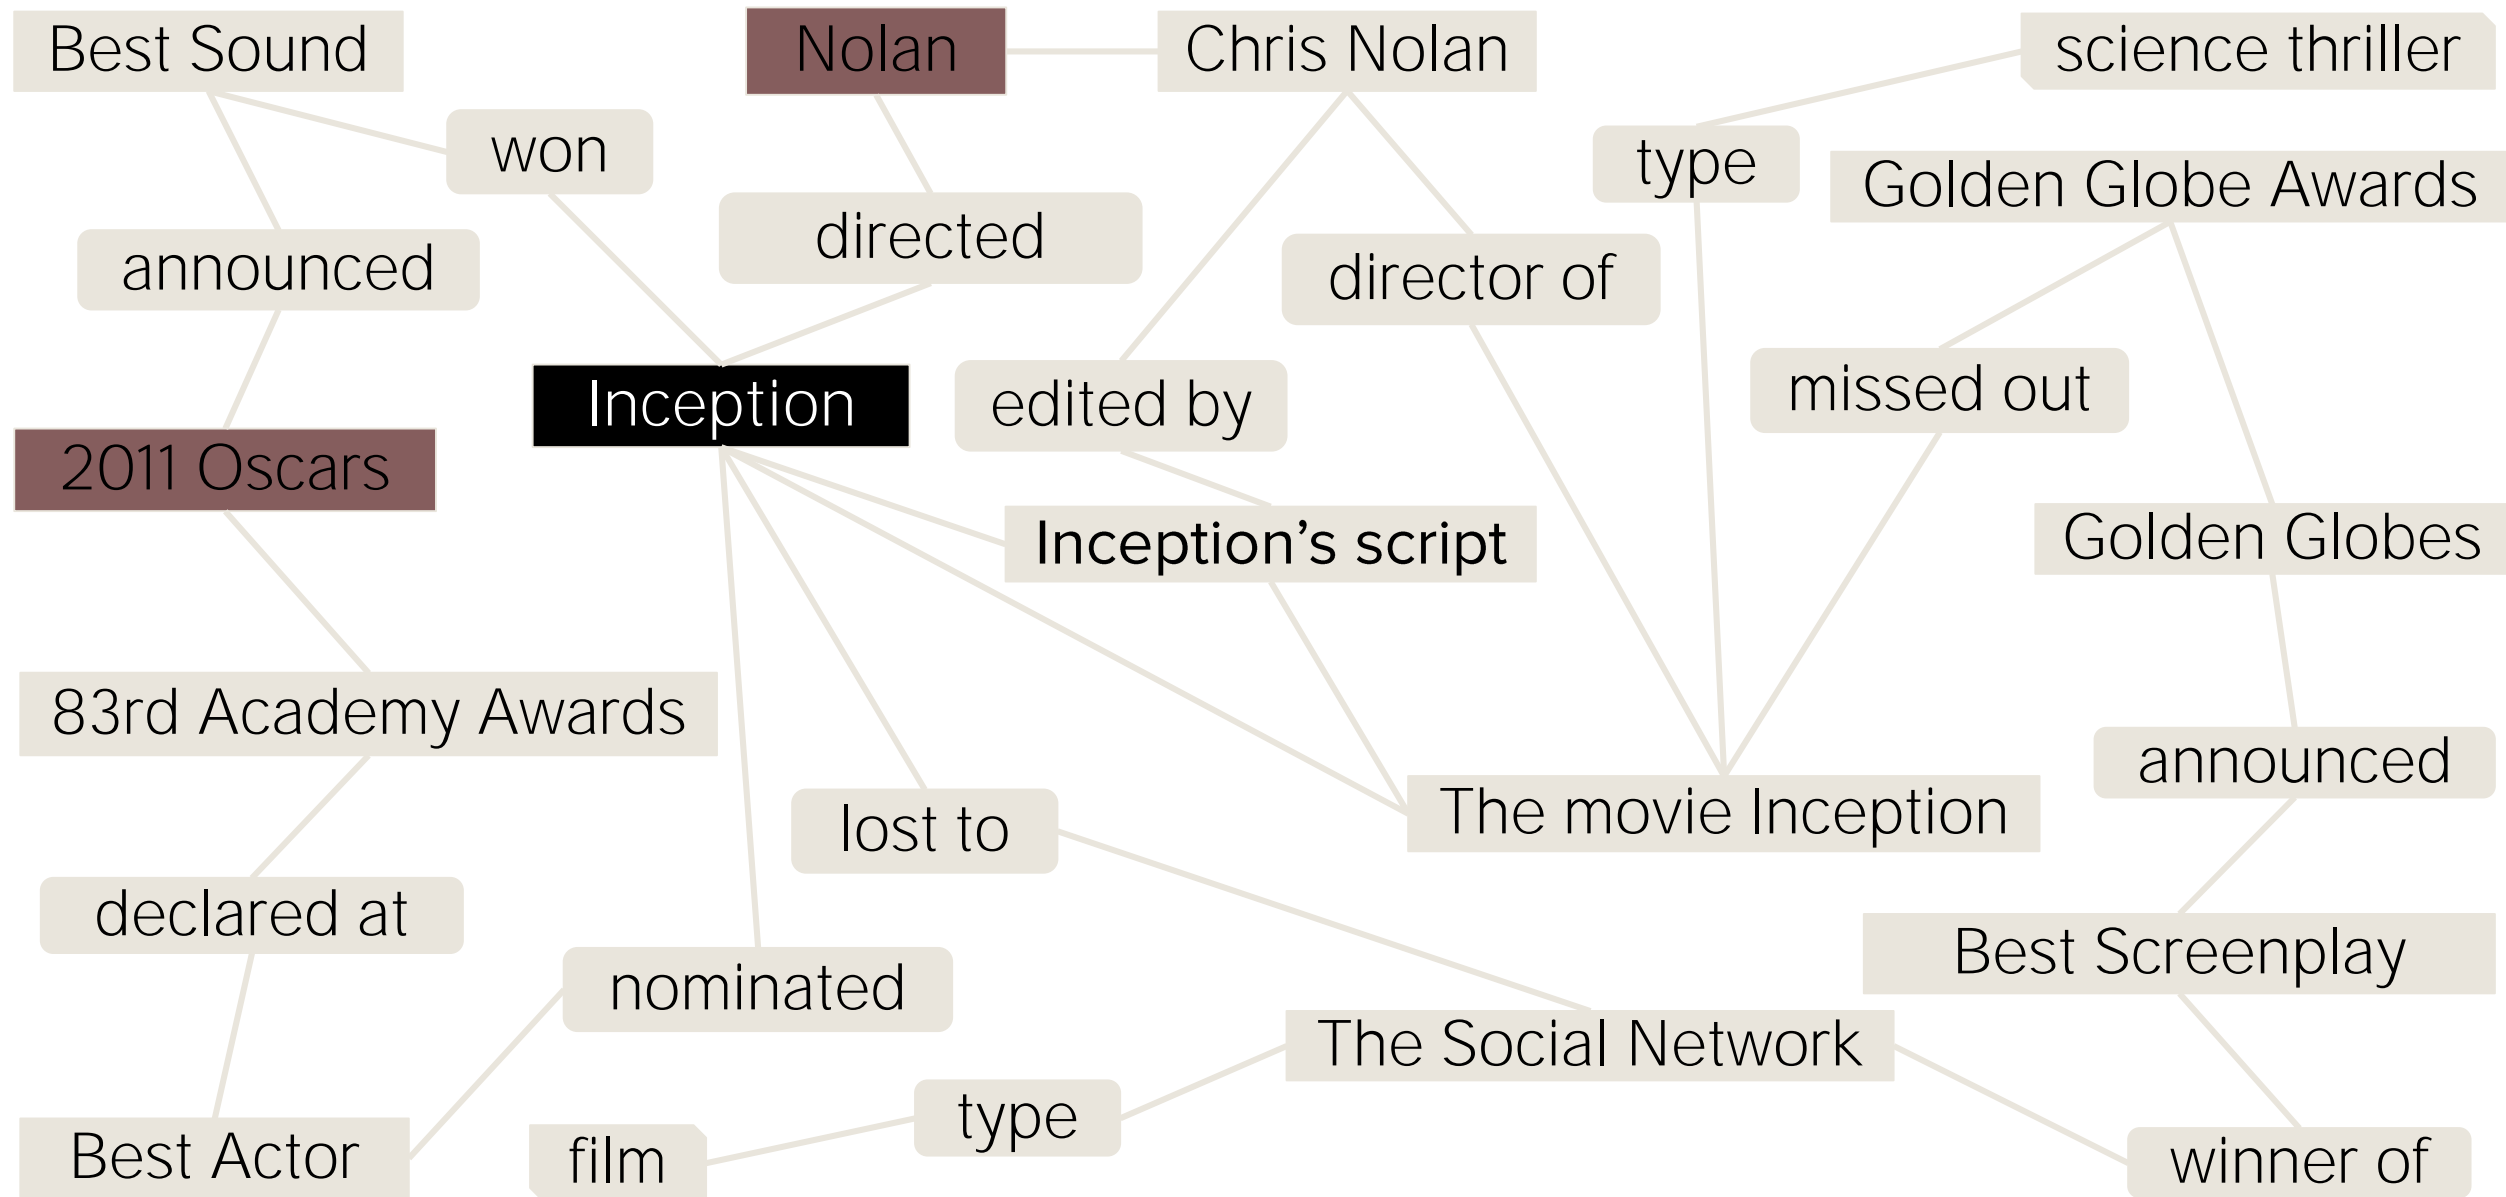 Best Sound
Nolan
Chris Nolan
science thriller
won
type
Golden Globe Awards
directed
announced
director of
Inception
edited by
missed out
2011 Oscars
Inception’s script
Golden Globes
83rd Academy Awards
announced
lost to
The movie Inception
declared at
Best Screenplay
nominated
The Social Network
type
Best Actor
film
winner of